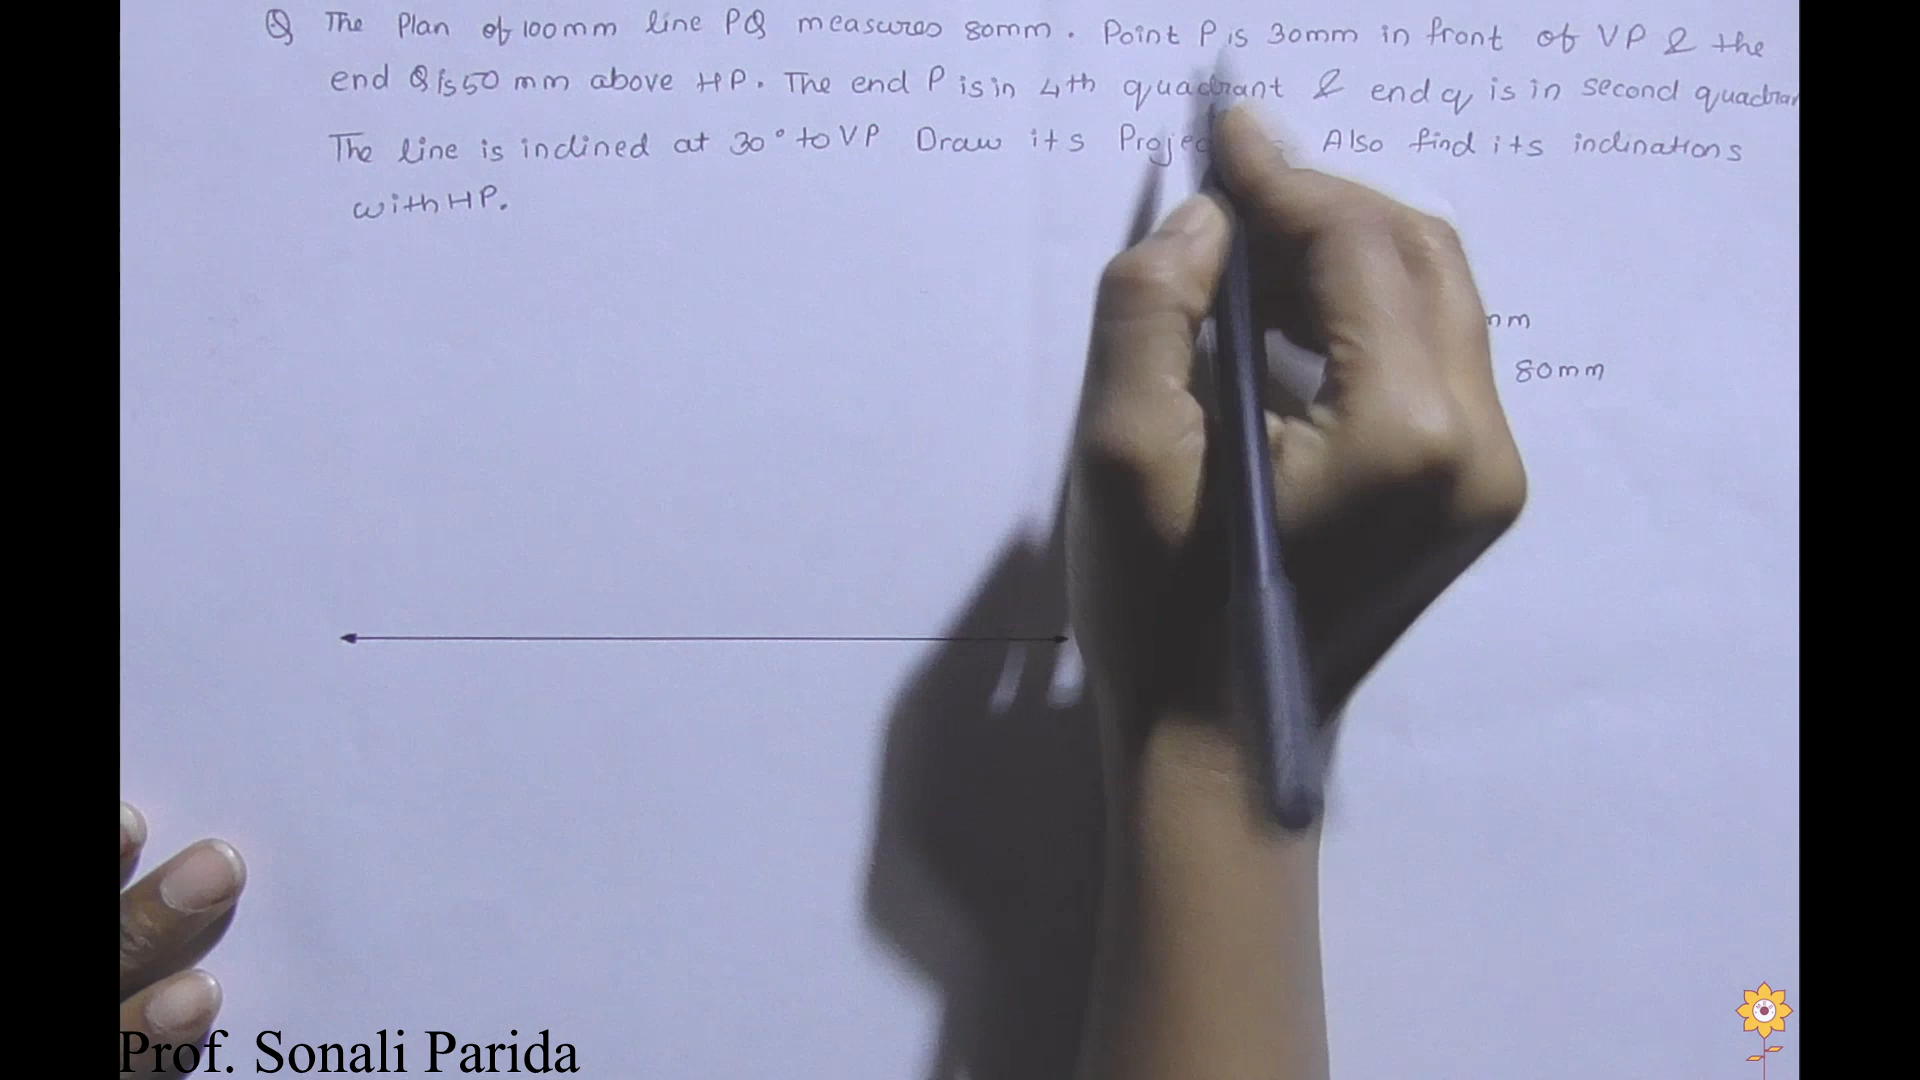 Q The Plan of 100mm line PQ measures 80mm. Point P is 30mm in front of VP & the
end Q is 50 mm above HP. The end P is in 4th quadrant & end q is in second
The line is inclined at 30° to VP Draw its Also find its inclinations
with HP.
80mm
Prof. Sonali Parida